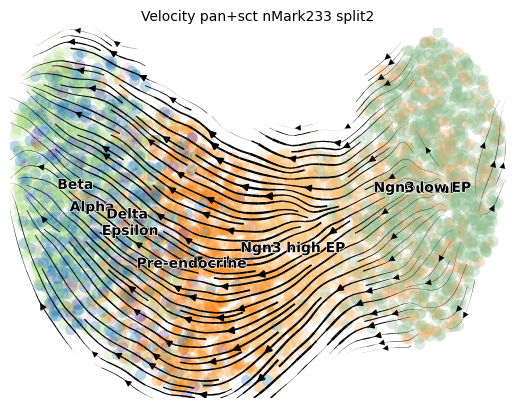 Velocity pan+sct nMark233 split2
Beta
Alpha
Delta
Epsilon
Pre-endocrine
Ngn3 high EP
Ngn3 low EP